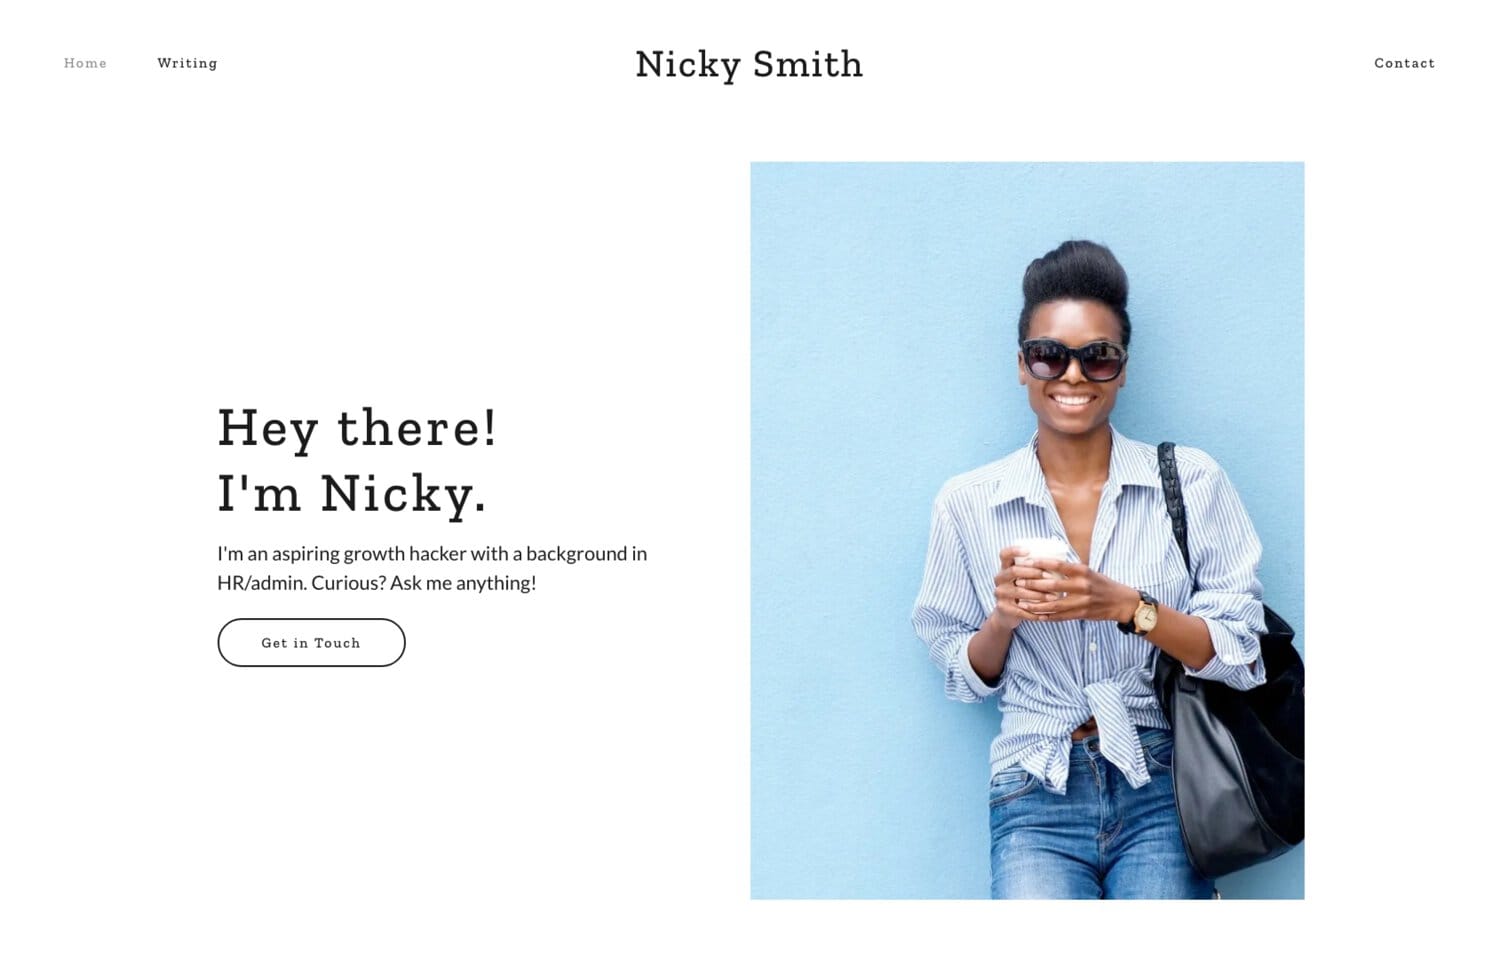 Home
Writing
Nicky Smith
Contact
Hey there!
I'm Nicky.
I'm an aspiring growth hacker with a background in
HR/admin. Curious? Ask me anything!
Get in Touch